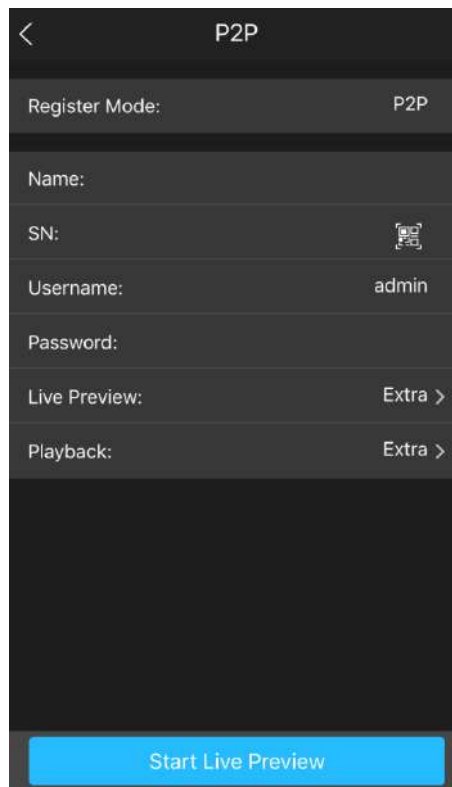 P2P
Register Mode: P2P
Name:
SN:
Username: admin
Password:
Live Preview: Extra
Playback: Extra
Start Live Preview